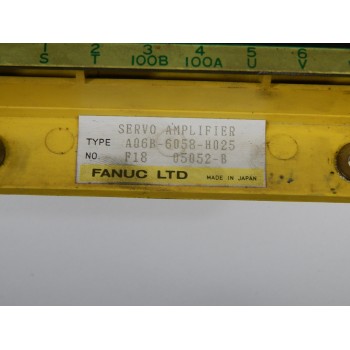 1 2 3 4 5 6
S T 100B 100A U V
SERVO AMPLIFIER
TYPE A06B-6058-H025
NO. F18 05052-B
FANUC LTD MADE IN JAPAN